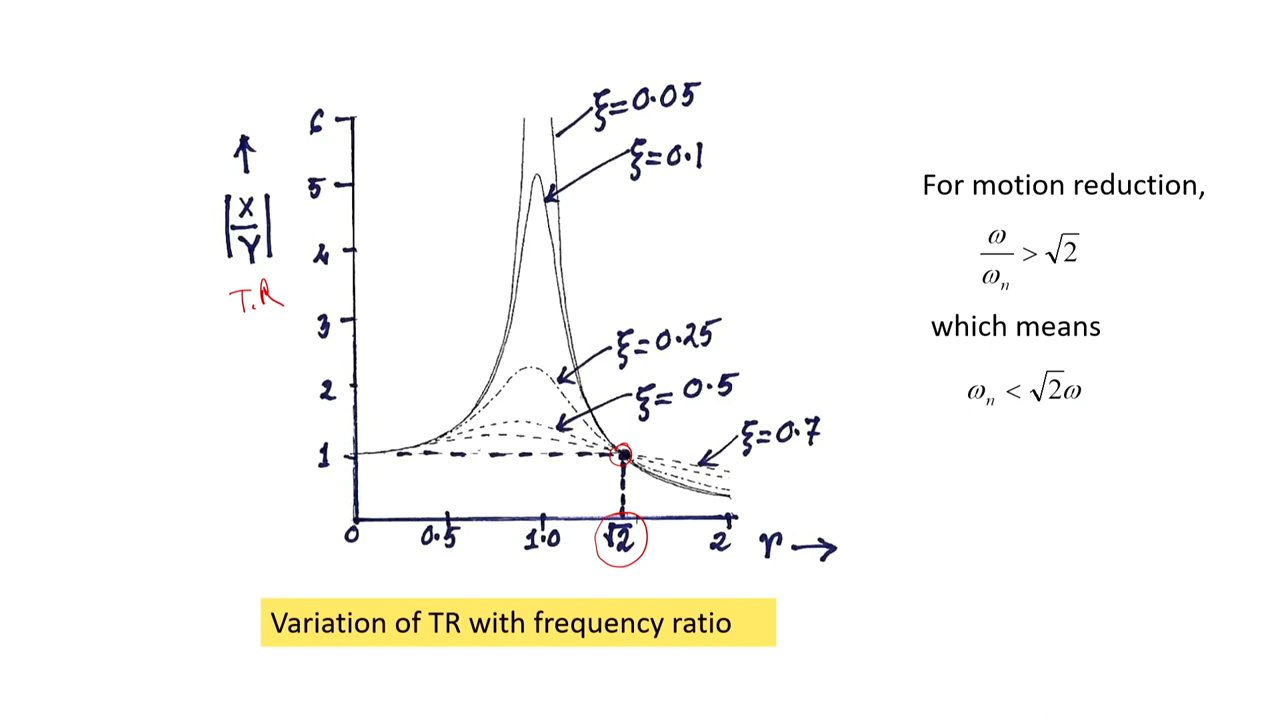 ξ=0.05
6
ξ=0.1
5
|X/Y|
4
T.R
3
ξ=0.25
2
ξ=0.5
ξ=0.7
1
0 0.5 1.0 √2 2 r →
For motion reduction,
ω/ωn > √2
which means
ωn < √2ω
Variation of TR with frequency ratio